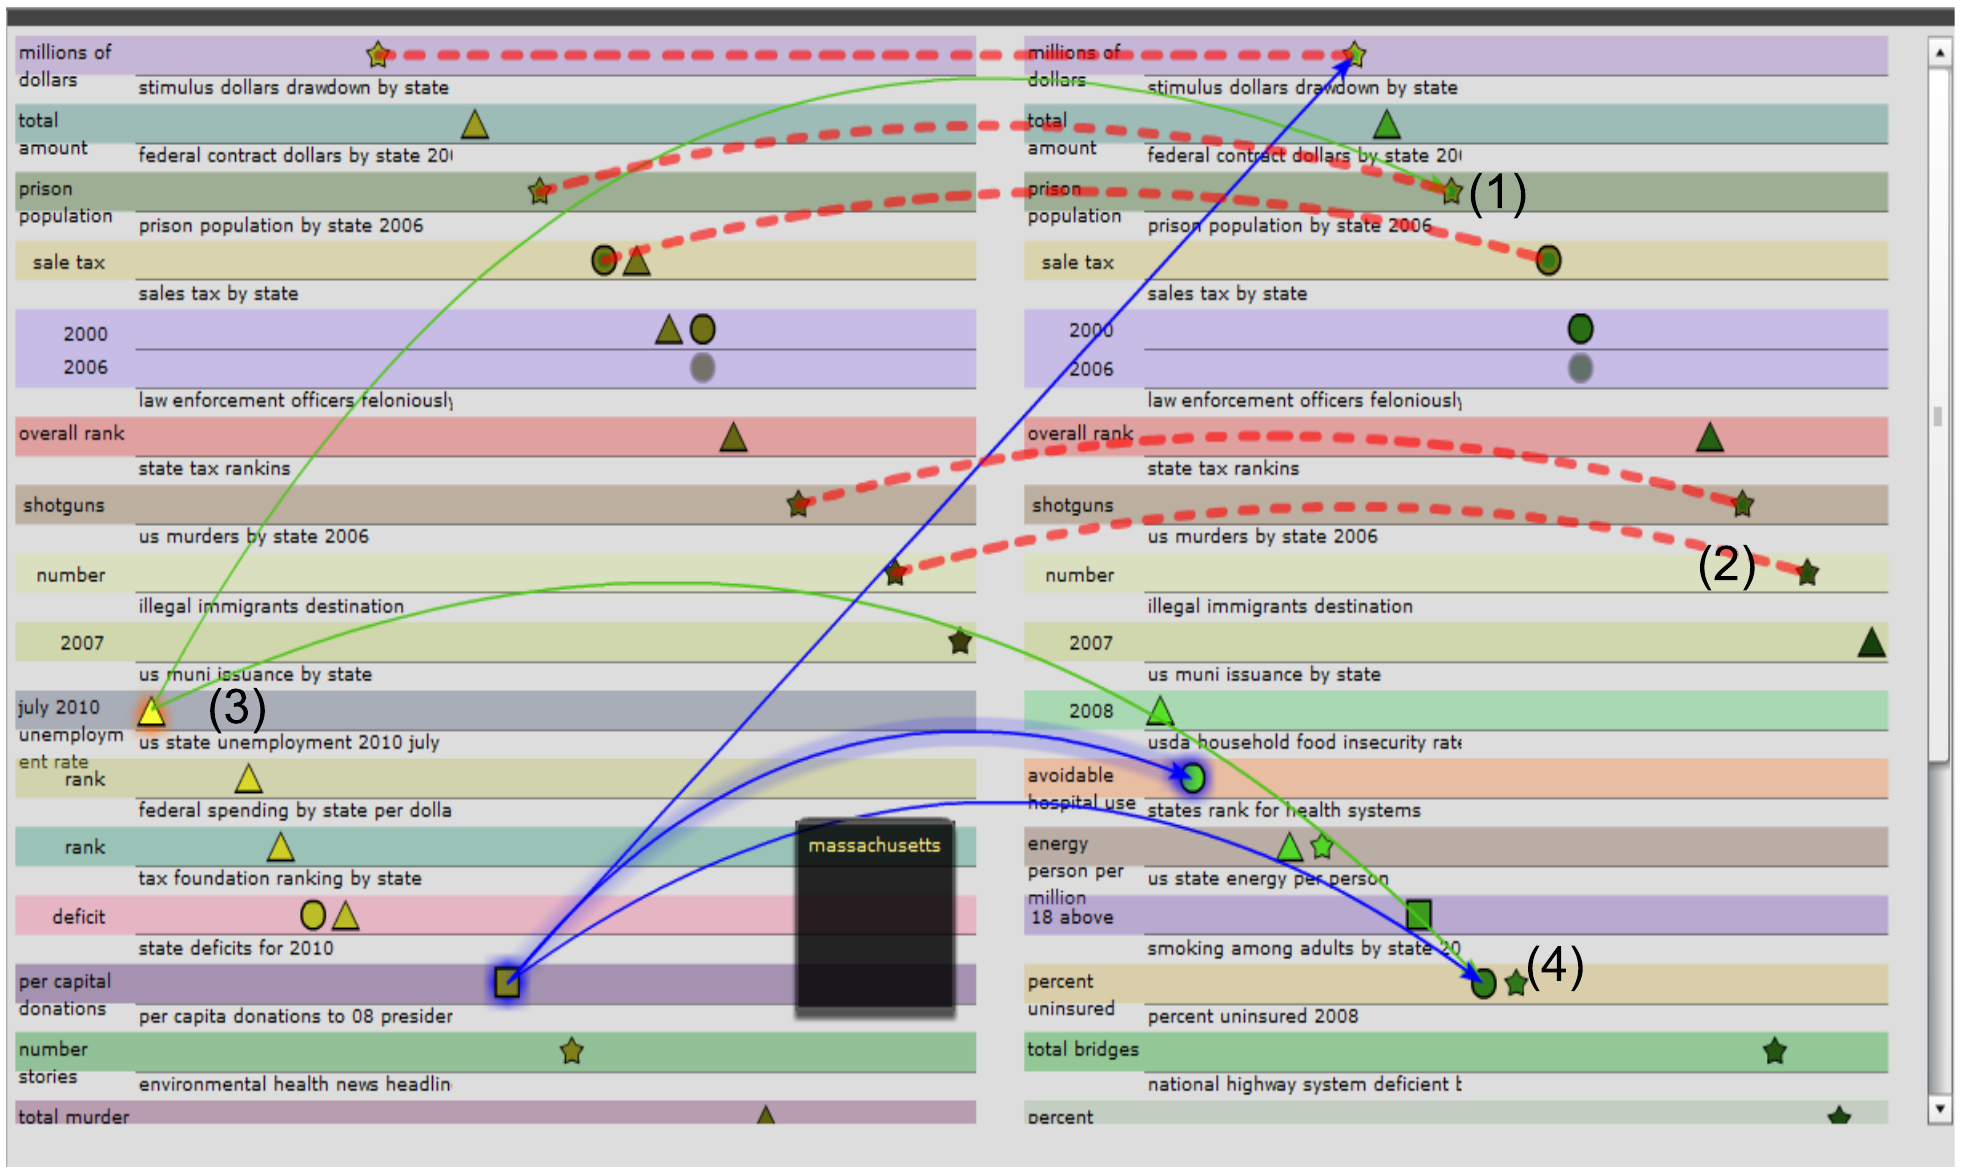 millions of
dollars
stimulus dollars drawdown by state
total
amount
federal contract dollars by state 20
prison
population
prison population by state 2006
sale tax
sales tax by state
2000
2006
law enforcement officers feloniously
overall rank
state tax rankins
shotguns
us murders by state 2006
number
illegal immigrants destination
2007
us muni issuance by state
july 2010
unemploym
ent rate
(3)
us state unemployment 2010 july
rank
federal spending by state per dolla
rank
tax foundation ranking by state
deficit
state deficits for 2010
per capital
donations
per capita donations to 08 presiden
number
stories
environmental health news headlin
total murder
massachusetts
millions of
dollars
stimulus dollars drawdown by state
total
amount
federal contract dollars by state 20
prison
population
(1)
prison population by state 2006
sale tax
sales tax by state
2000
2006
law enforcement officers feloniously
overall rank
state tax rankins
shotguns
us murders by state 2006
number
(2)
illegal immigrants destination
2007
us muni issuance by state
2008
usda household food insecurity rate
avoidable
hospital use
states rank for health systems
energy
person per
million
us state energy per person
18 above
smoking among adults by state 20
percent
uninsured
(4)
percent uninsured 2008
total bridges
national highway system deficient b
percent